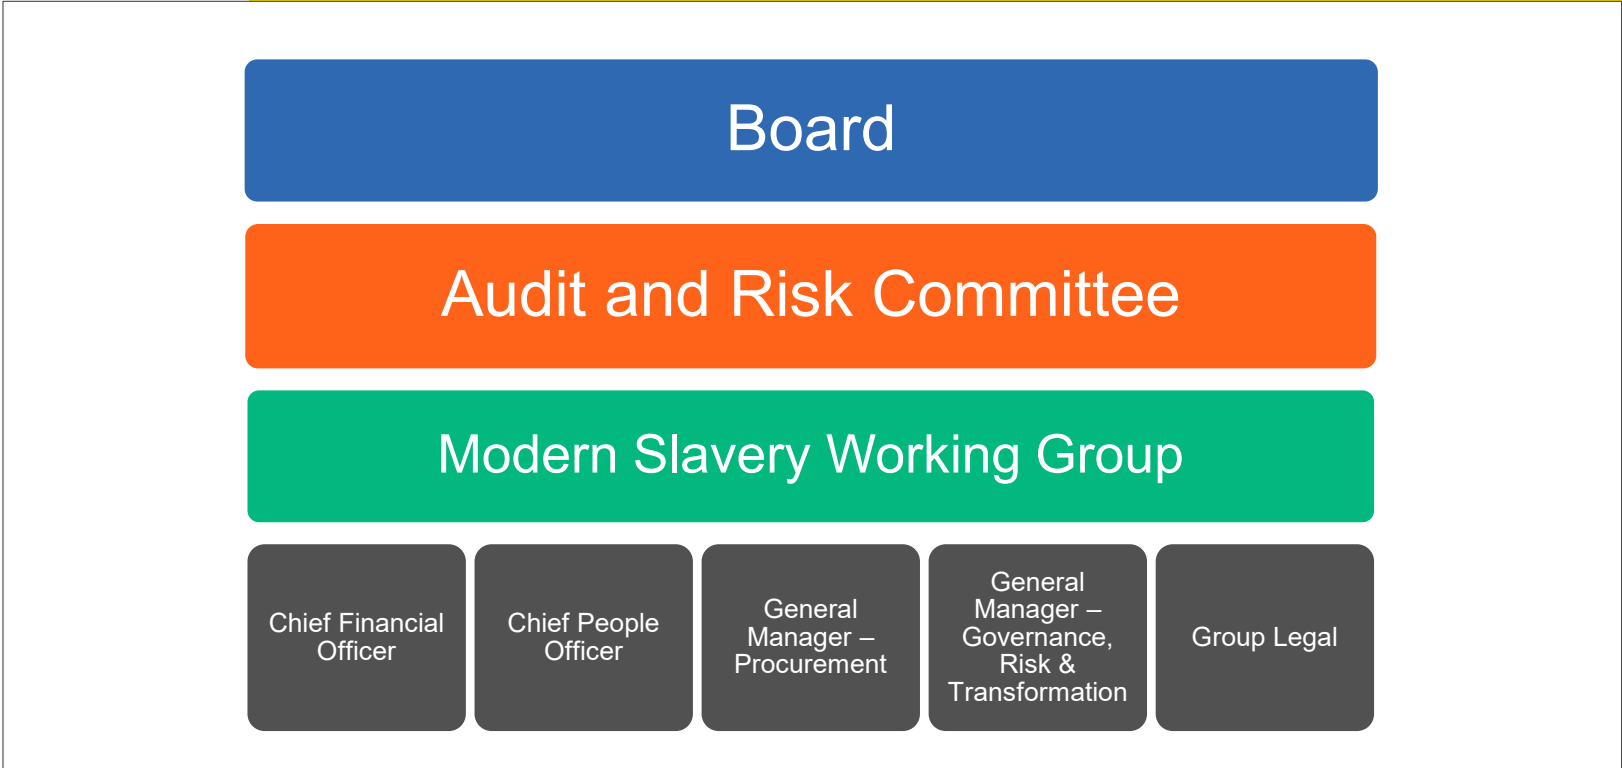 Board
Audit and Risk Committee
Modern Slavery Working Group
Chief Financial
Officer
Chief People
Officer
General
Manager –
Procurement
General
Manager –
Governance,
Risk &
Transformation
Group Legal